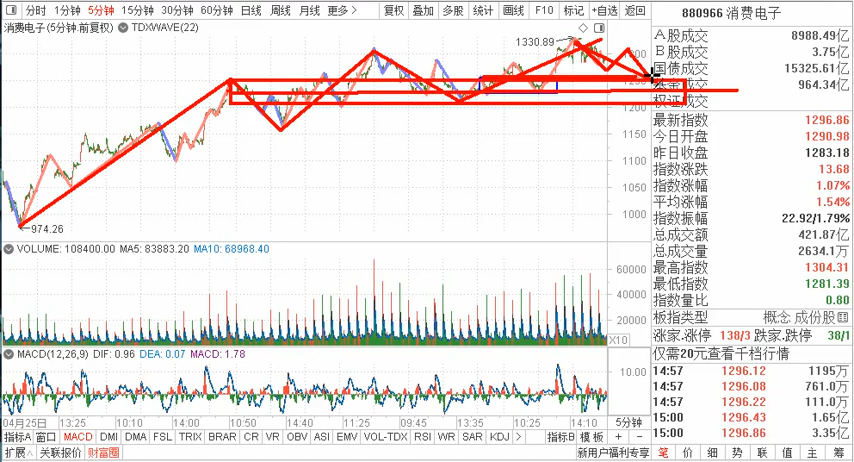 分时 1分钟 5分钟 15分钟 30分钟 60分钟 日线 周线 月线 更多 > 复权 叠加 多股 统计 画线 F10 标记 +自选 返回
880966 消费电子
消费电子(5分钟.前复权) TDXWAVE(22)
1330.89
974.26
1300
1250
1200
1150
1100
1050
1000
A股成交 8988.49亿
B股成交 3.75亿
国债成交 15325.61亿
基金成交 964.34亿
权证成交
最新指数 1296.86
今日开盘 1290.98
昨日收盘 1283.18
指数涨跌 13.68
指数涨幅 1.07%
平均涨幅 1.54%
指数振幅 22.92/1.79%
总成交额 421.87亿
总成交量 2634.1万
最高指数 1304.31
最低指数 1281.39
指数量比 0.80
板指类型 概念 成份股
涨家.涨停 138/3 跌家.跌停 38/1
仅需20元查看千档行情
14:57 1296.12 1195万
14:57 1296.08 761.0万
14:57 1296.22 111.0万
15:00 1296.43 1.65亿
15:00 1296.86 3.35亿
VOLUME: 108400.00 MA5: 83883.20 MA10: 68968.40
60000
40000
20000
X10
MACD(12,26,9) DIF: 0.96 DEA: 0.07 MACD: 1.78
10.00
04月25日 13:25 10:10 14:00 10:50 14:40 11:25 09:45 13:35 10:25 14:10 5分钟
指标A 窗口 MACD DMI DMA FSL TRIX BRAR CR VR OBV ASI EMV VOL-TDX RSI WR SAR KDJ > 指标B 模板 + -
扩展∧ 关联报价 财富圈 新用户福利专享 笔 价 细 势 联 值 主 筹